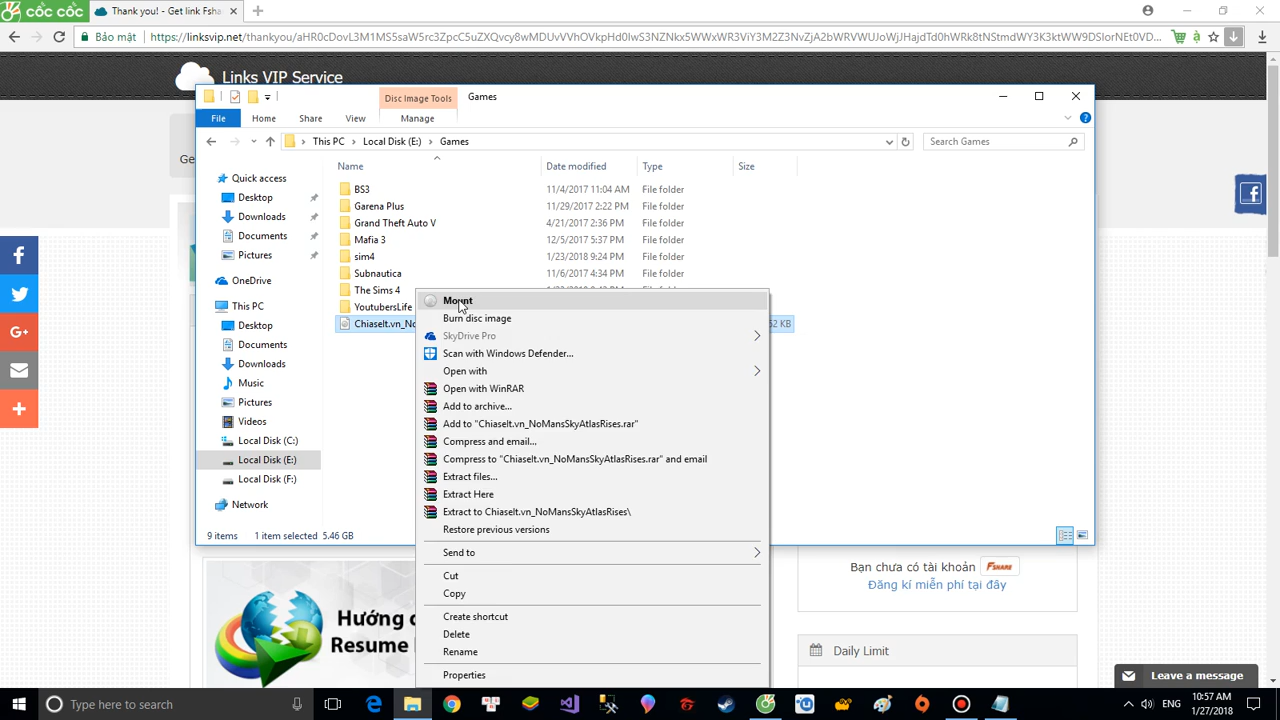 cốc cốc
Thank you! - Get link Fsha
Bảo mật
https://linksvip.net/thankyou/
Links VIP Service
Ge
Disc Image Tools
Games
File
Home
Share
View
Manage
This PC
Local Disk (E:)
Games
Search Games
Name
Date modified
Type
Size
Quick access
Desktop
Downloads
Documents
Pictures
OneDrive
This PC
Desktop
Documents
Downloads
Music
Pictures
Videos
Local Disk (C:)
Local Disk (E:)
Local Disk (F:)
Network
BS3 11/4/2017 11:04 AM File folder
Garena Plus 11/29/2017 2:22 PM File folder
Grand Theft Auto V 4/21/2017 2:36 PM File folder
Mafia 3 12/5/2017 5:37 PM File folder
sim4 1/23/2018 9:24 PM File folder
Subnautica 11/6/2017 4:34 PM File folder
The Sims 4
YoutubersLife
ChiaseIt.vn_No
52 KB
Mount
Burn disc image
SkyDrive Pro
Scan with Windows Defender...
Open with
Open with WinRAR
Add to archive...
Add to "ChiaseIt.vn_NoMansSkyAtlasRises.rar"
Compress and email...
Compress to "ChiaseIt.vn_NoMansSkyAtlasRises.rar" and email
Extract files...
Extract Here
Extract to ChiaseIt.vn_NoMansSkyAtlasRises\
Restore previous versions
Send to
Cut
Copy
Create shortcut
Delete
Rename
Properties
9 items 1 item selected 5.46 GB
Hướng
Resume
Bạn chưa có tài khoản FSHARE
Đăng kí miễn phí tại đây
Daily Limit
Leave a message
Type here to search
ENG
10:57 AM
1/27/2018